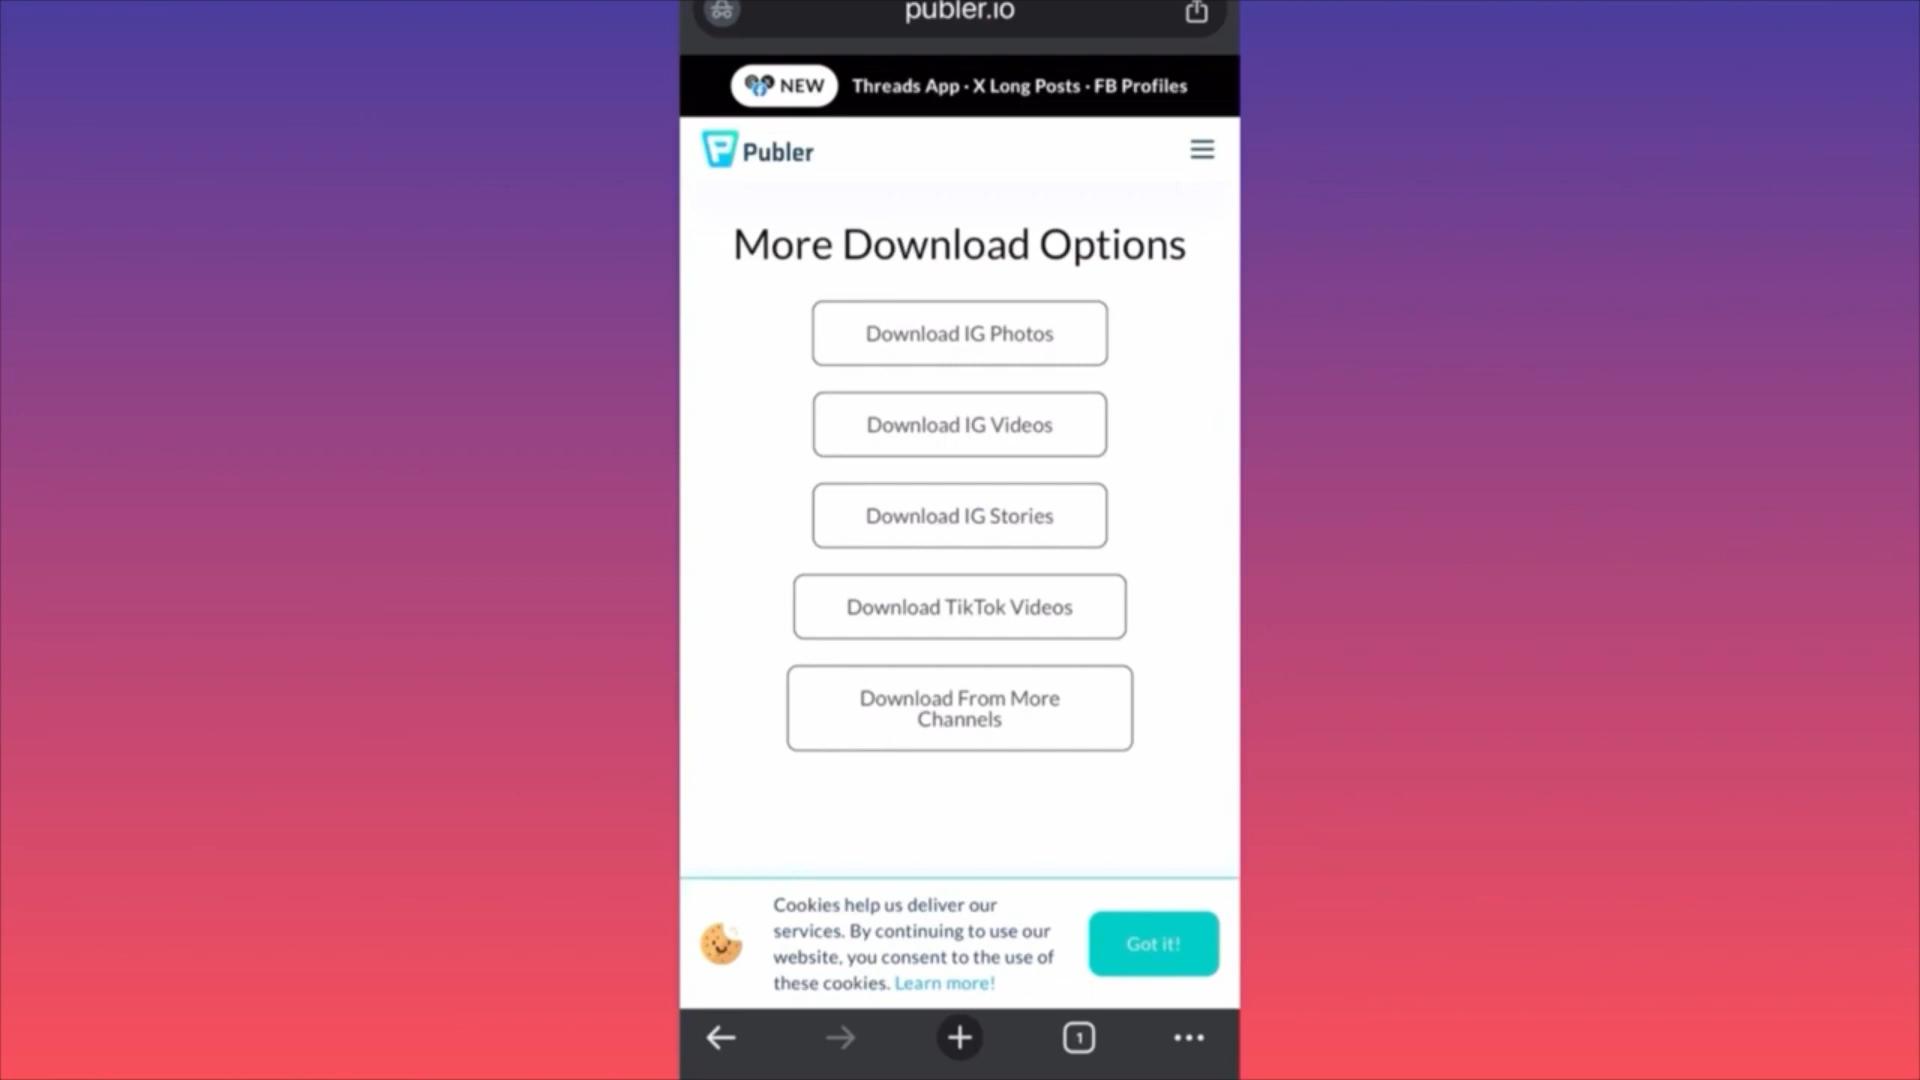 publer.io
NEW Threads App · X Long Posts · FB Profiles
Publer
More Download Options
Download IG Photos
Download IG Videos
Download IG Stories
Download TikTok Videos
Download From More
Channels
Cookies help us deliver our
services. By continuing to use our
website, you consent to the use of
these cookies. Learn more!
Got it!
1